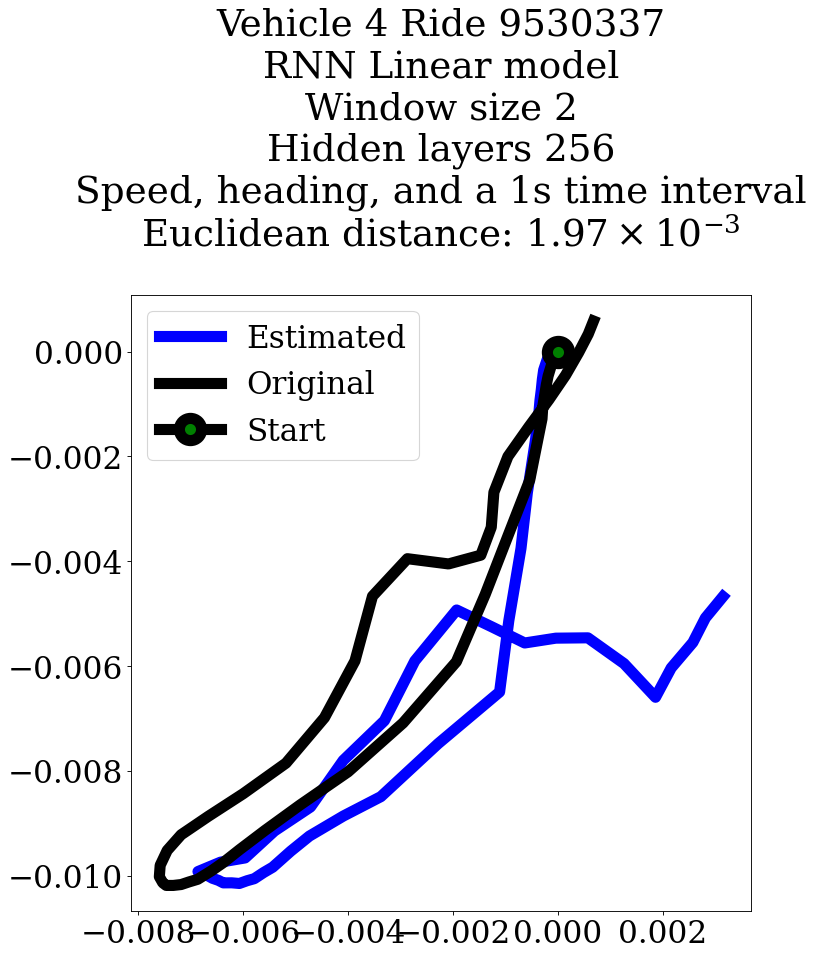 Vehicle 4 Ride 9530337
RNN Linear model
Window size 2
Hidden layers 256
Speed, heading, and a 1s time interval
Euclidean distance: 1.97 × 10⁻³
Estimated
Original
Start
0.000
−0.002
−0.004
−0.006
−0.008
−0.010
−0.008 −0.006 −0.004 −0.002 0.000 0.002